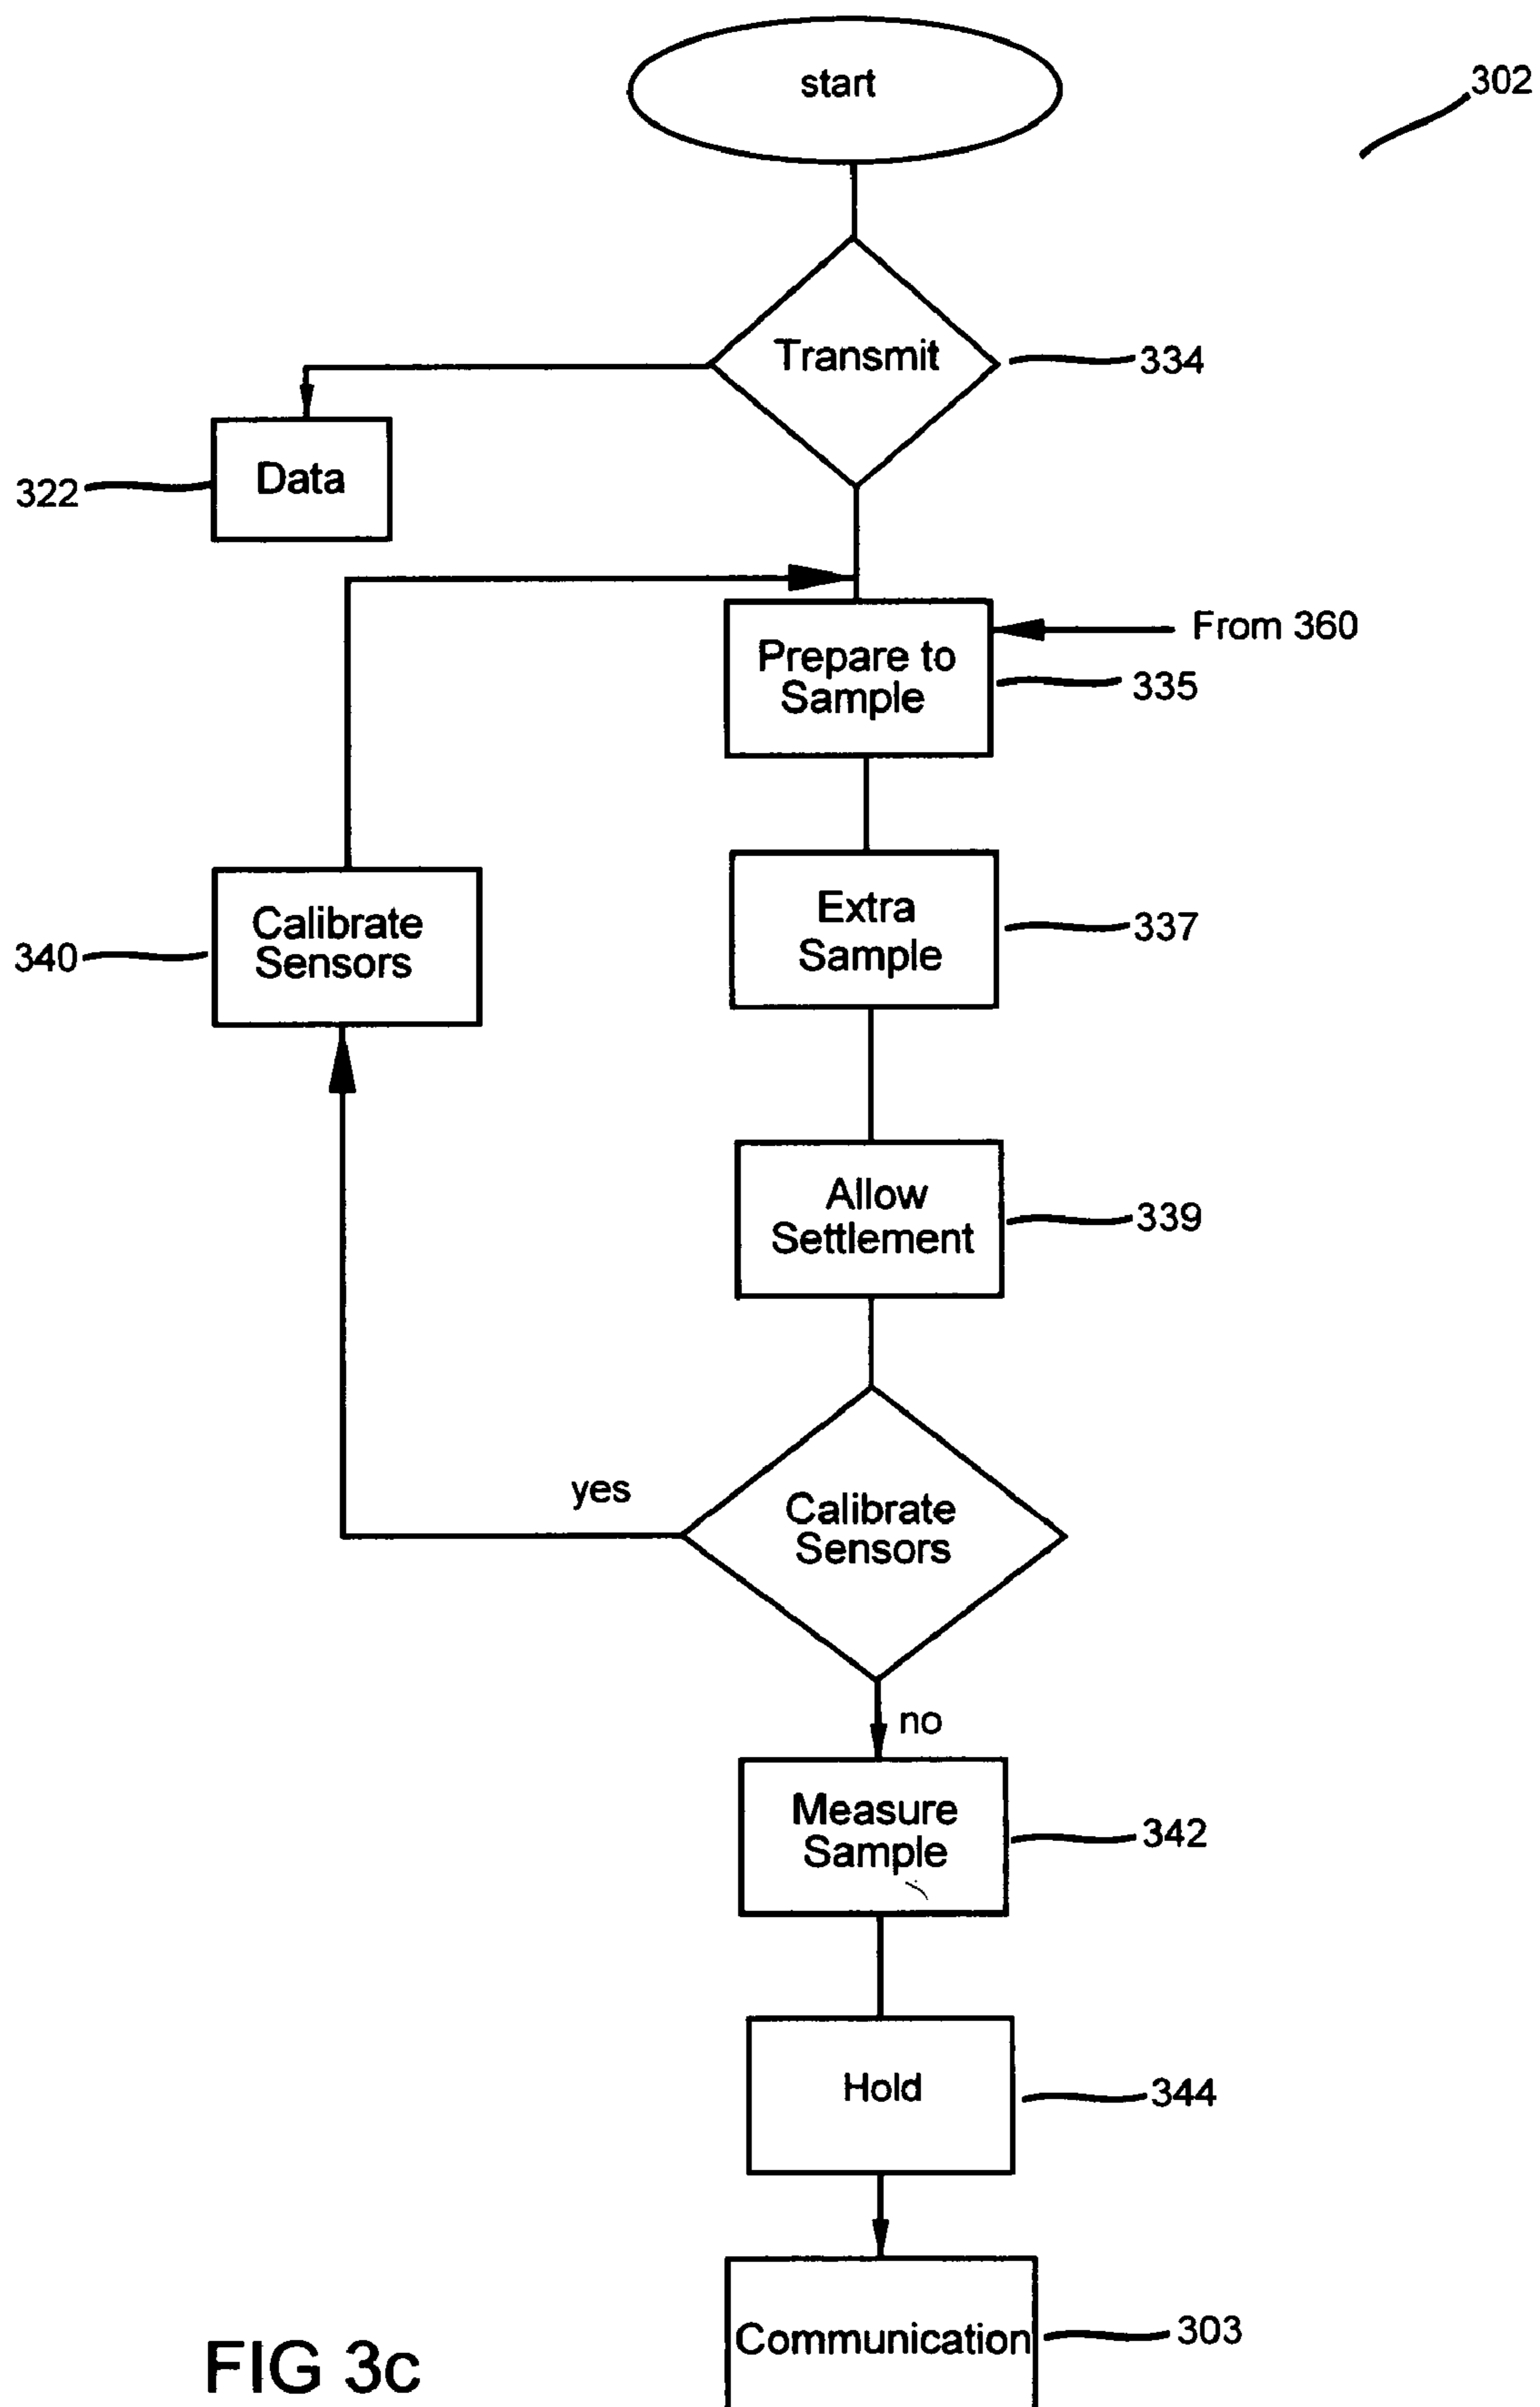 start
302
Transmit
334
Data
322
From 360
Prepare to
Sample
335
Extra
Sample
337
Calibrate
Sensors
340
Allow
Settlement
339
yes
Calibrate
Sensors
no
Measure
Sample
342
Hold
344
Communication
303
FIG 3c